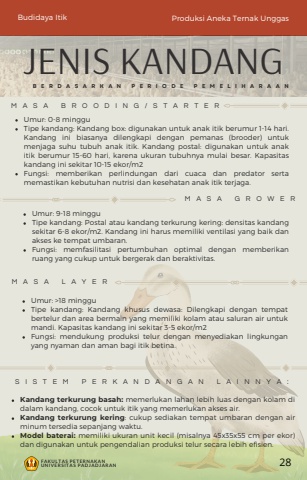 Budidaya Itik
Produksi Aneka Ternak Unggas
JENIS KANDANG
BERDASARKAN PERIODE PEMELIHARAAN
MASA BROODING/STARTER
• Umur: 0-8 minggu
• Tipe kandang: Kandang box: digunakan untuk anak itik berumur 1-14 hari.
Kandang ini biasanya dilengkapi dengan pemanas (brooder) untuk
menjaga suhu tubuh anak itik. Kandang postal: digunakan untuk anak
itik berumur 15-60 hari, karena ukuran tubuhnya mulai besar. Kapasitas
kandang ini sekitar 10-15 ekor/m2
• Fungsi: memberikan perlindungan dari cuaca dan predator serta
memastikan kebutuhan nutrisi dan kesehatan anak itik terjaga.
MASA GROWER
• Umur: 9-18 minggu
• Tipe kandang: Postal atau kandang terkurung kering: densitas kandang
sekitar 6-8 ekor/m2. Kandang ini harus memiliki ventilasi yang baik dan
akses ke tempat umbaran.
• Fungsi: memfasilitasi pertumbuhan optimal dengan memberikan
ruang yang cukup untuk bergerak dan beraktivitas.
MASA LAYER
• Umur: >18 minggu
• Tipe kandang: Kandang khusus dewasa: Dilengkapi dengan tempat
bertelur dan area bermain yang memiliki kolam atau saluran air untuk
mandi. Kapasitas kandang ini sekitar 3-5 ekor/m2
• Fungsi: mendukung produksi telur dengan menyediakan lingkungan
yang nyaman dan aman bagi itik betina.
SISTEM PERKANDANGAN LAINNYA:
• Kandang terkurung basah: memerlukan lahan lebih luas dengan kolam di
dalam kandang, cocok untuk itik yang memerlukan akses air.
• Kandang terkurung kering: cukup sediakan tempat umbaran dengan air
minum tersedia sepanjang waktu.
• Model baterai: memiliki ukuran unit kecil (misalnya 45x35x55 cm per ekor)
dan digunakan untuk pengendalian produksi telur secara lebih efisien.
FAKULTAS PETERNAKAN
UNIVERSITAS PADJADJARAN
28